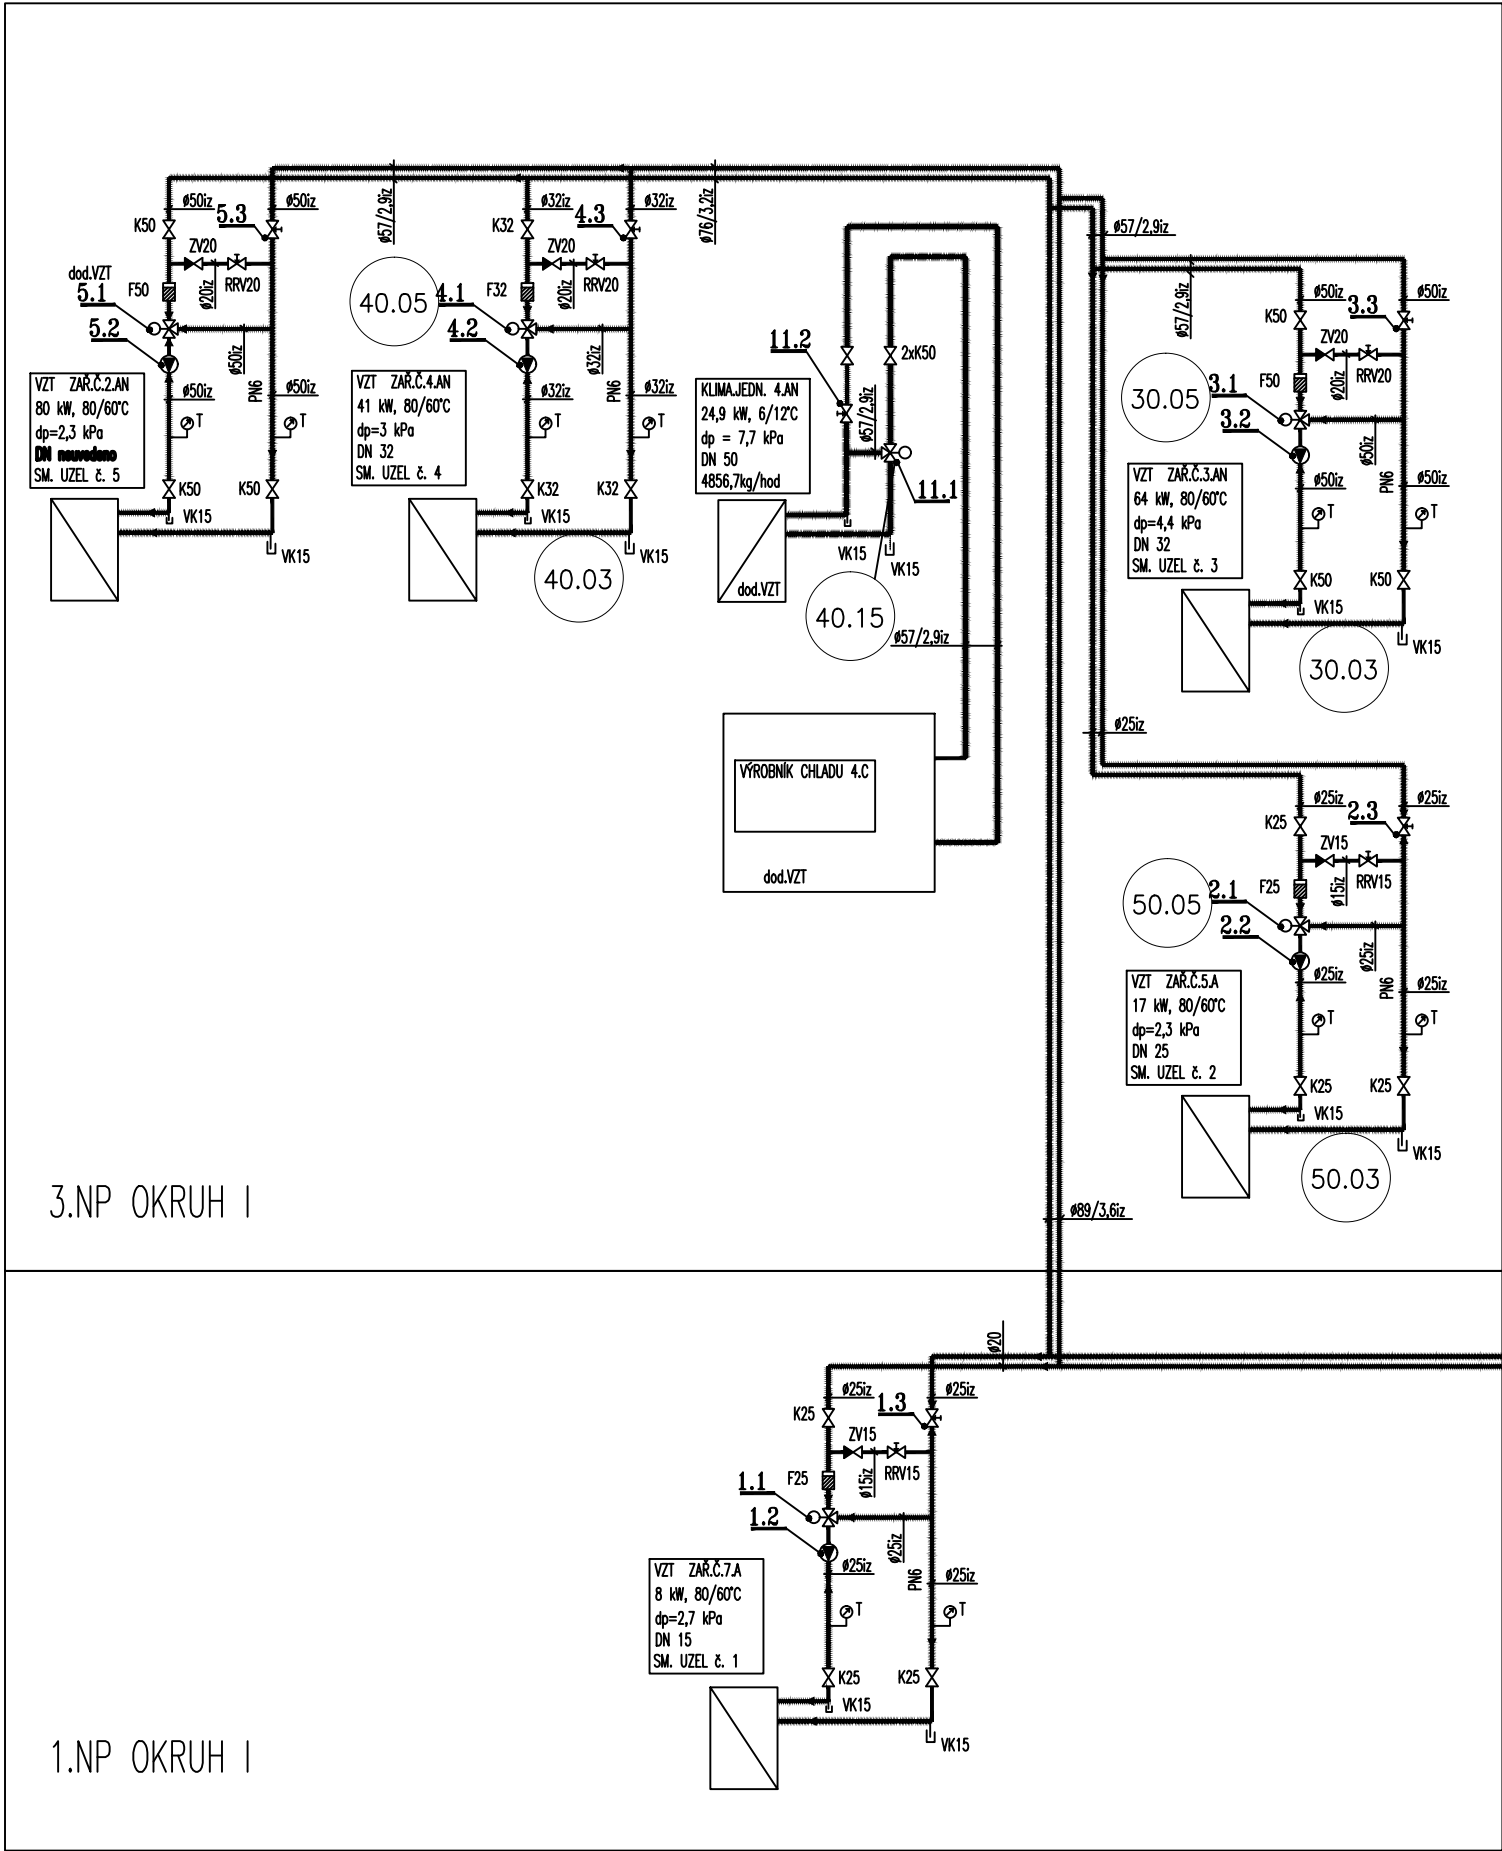 ø57/2,9iz
ø76/3,2iz
ø50iz
5.3
ø50iz
K50
ZV20
RRV20
ø20iz
dod.VZT
5.1
F50
5.2
ø50iz
VZT ZAŘ.Č.2.AN
80 kW, 80/60°C
dp=2,3 kPa
DN neuvedeno
SM. UZEL č. 5
ø50iz
ø50iz
PN6
T
T
K50
K50
VK15
VK15
ø32iz
4.3
ø32iz
K32
ZV20
RRV20
ø20iz
40.05
4.1
F32
4.2
ø32iz
VZT ZAŘ.Č.4.AN
41 kW, 80/60°C
dp=3 kPa
DN 32
SM. UZEL č. 4
ø32iz
ø32iz
PN6
T
T
K32
K32
VK15
VK15
40.03
11.2
2xK50
KLIMA.JEDN. 4.AN
24,9 kW, 6/12°C
dp = 7,7 kPa
DN 50
4856,7kg/hod
ø57/2,9iz
11.1
VK15
VK15
dod.VZT
40.15
ø57/2,9iz
VÝROBNÍK CHLADU 4.C
dod.VZT
ø57/2,9iz
ø57/2,9iz
ø50iz
3.3
ø50iz
K50
ZV20
RRV20
ø20iz
30.05
3.1
F50
3.2
ø50iz
VZT ZAŘ.Č.3.AN
64 kW, 80/60°C
dp=4,4 kPa
DN 32
SM. UZEL č. 3
ø50iz
ø50iz
PN6
T
T
K50
K50
VK15
VK15
30.03
ø25iz
ø25iz
2.3
ø25iz
K25
ZV15
RRV15
ø15iz
50.05
2.1
F25
2.2
ø25iz
VZT ZAŘ.Č.5.A
17 kW, 80/60°C
dp=2,3 kPa
DN 25
SM. UZEL č. 2
ø25iz
ø25iz
PN6
T
T
K25
K25
VK15
VK15
50.03
3.NP OKRUH I
ø89/3,6iz
ø20
ø25iz
1.3
ø25iz
K25
ZV15
RRV15
ø15iz
1.1
F25
1.2
ø25iz
VZT ZAŘ.Č.7.A
8 kW, 80/60°C
dp=2,7 kPa
DN 15
SM. UZEL č. 1
ø25iz
ø25iz
PN6
T
T
K25
K25
VK15
VK15
1.NP OKRUH I